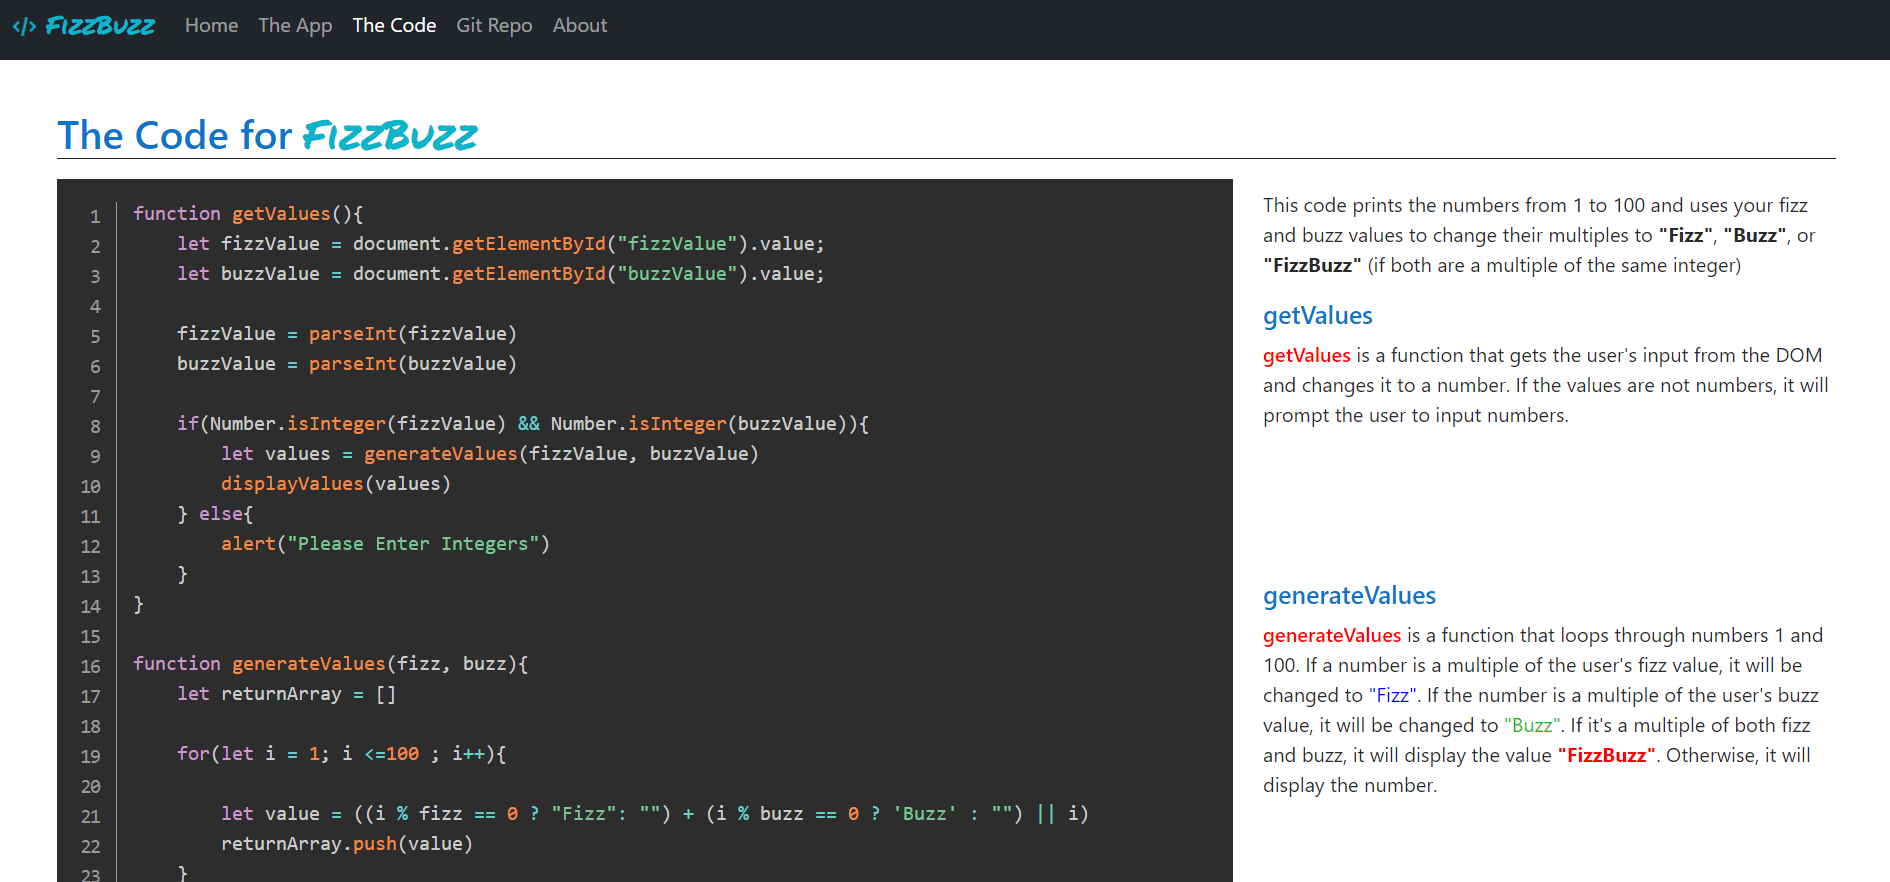 </> FizzBuzz Home The App The Code Git Repo About
The Code for FizzBuzz
1 function getValues(){
2 let fizzValue = document.getElementById("fizzValue").value;
3 let buzzValue = document.getElementById("buzzValue").value;
4
5 fizzValue = parseInt(fizzValue)
6 buzzValue = parseInt(buzzValue)
7
8 if(Number.isInteger(fizzValue) && Number.isInteger(buzzValue)){
9 let values = generateValues(fizzValue, buzzValue)
10 displayValues(values)
11 } else{
12 alert("Please Enter Integers")
13 }
14 }
15
16 function generateValues(fizz, buzz){
17 let returnArray = []
18
19 for(let i = 1; i <=100 ; i++){
20
21 let value = ((i % fizz == 0 ? "Fizz": "") + (i % buzz == 0 ? 'Buzz' : "") || i)
22 returnArray.push(value)
23 }
This code prints the numbers from 1 to 100 and uses your fizz
and buzz values to change their multiples to "Fizz", "Buzz", or
"FizzBuzz" (if both are a multiple of the same integer)
getValues
getValues is a function that gets the user's input from the DOM
and changes it to a number. If the values are not numbers, it will
prompt the user to input numbers.
generateValues
generateValues is a function that loops through numbers 1 and
100. If a number is a multiple of the user's fizz value, it will be
changed to "Fizz". If the number is a multiple of the user's buzz
value, it will be changed to "Buzz". If it's a multiple of both fizz
and buzz, it will display the value "FizzBuzz". Otherwise, it will
display the number.